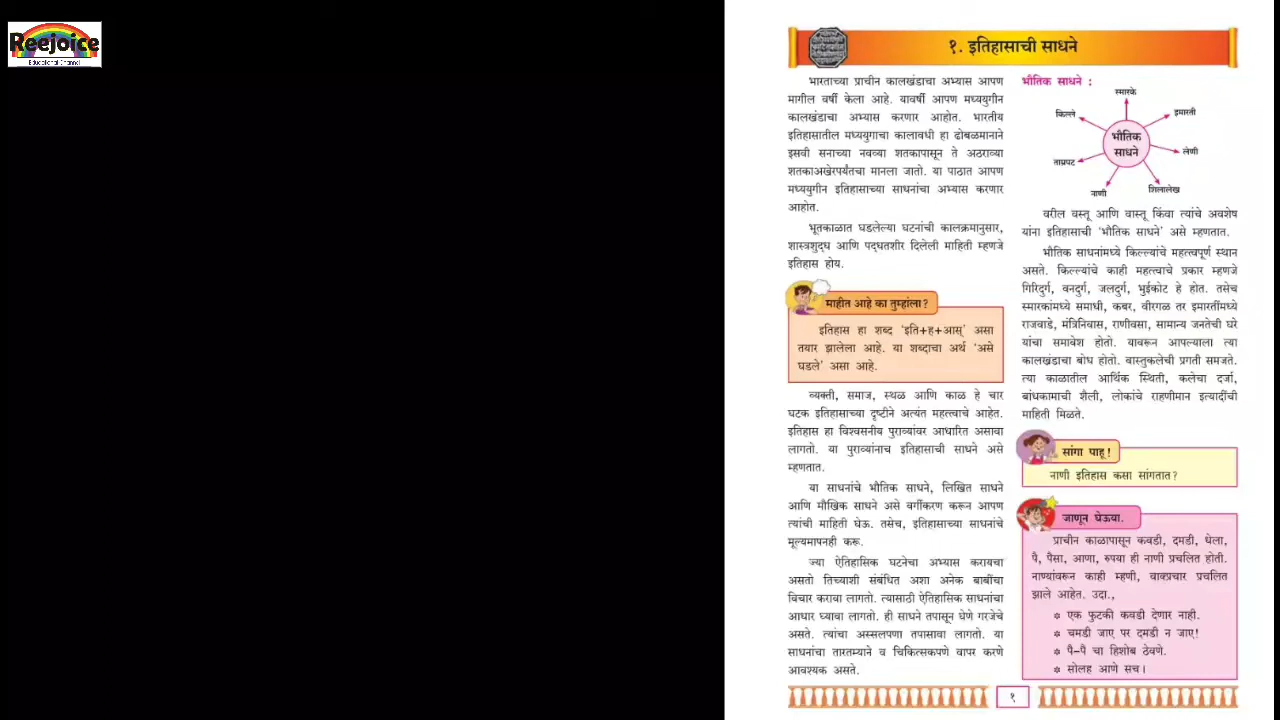 Reejoice
Educational Channel
१. इतिहासाची साधने
भारताच्या प्राचीन कालखंडाचा अभ्यास आपण
मागील वर्षी केला आहे. यावर्षी आपण मध्ययुगीन
कालखंडाचा अभ्यास करणार आहोत. भारतीय
इतिहासातील मध्ययुगाचा कालावधी हा ढोबळमानाने
इसवी सनाच्या नवव्या शतकापासून ते अठराव्या
शतकाअखेरपर्यंतचा मानला जातो. या पाठात आपण
मध्ययुगीन इतिहासाच्या साधनांचा अभ्यास करणार
आहोत.
भूतकाळात घडलेल्या घटनांची कालक्रमानुसार,
शास्त्रशुद्ध आणि पद्धतशीर दिलेली माहिती म्हणजे
इतिहास होय.
माहीत आहे का तुम्हांला?
इतिहास हा शब्द ‘इति+ह+आस्’ असा
तयार झालेला आहे. या शब्दाचा अर्थ ‘असे
घडले’ असा आहे.
व्यक्ती, समाज, स्थळ आणि काळ हे चार
घटक इतिहासाच्या दृष्टीने अत्यंत महत्त्वाचे आहेत.
इतिहास हा विश्वसनीय पुराव्यांवर आधारित असावा
लागतो. या पुराव्यांनाच इतिहासाची साधने असे
म्हणतात.
या साधनांचे भौतिक साधने, लिखित साधने
आणि मौखिक साधने असे वर्गीकरण करून आपण
त्यांची माहिती घेऊ. तसेच, इतिहासाच्या साधनांचे
मूल्यमापनही करू.
ज्या ऐतिहासिक घटनेचा अभ्यास करायचा
असतो तिच्याशी संबंधित अशा अनेक बाबींचा
विचार करावा लागतो. त्यासाठी ऐतिहासिक साधनांचा
आधार घ्यावा लागतो. ही साधने तपासून घेणे गरजेचे
असते. त्यांचा अस्सलपणा तपासावा लागतो. या
साधनांचा तारतम्याने व चिकित्सकपणे वापर करणे
आवश्यक असते.
भौतिक साधने :
स्मारके
किल्ले
इमारती
भौतिक
साधने
लेणी
ताम्रपट
नाणी
शिलालेख
वरील वस्तू आणि वास्तू किंवा त्यांचे अवशेष
यांना इतिहासाची ‘भौतिक साधने’ असे म्हणतात.
भौतिक साधनांमध्ये किल्ल्यांचे महत्त्वपूर्ण स्थान
असते. किल्ल्यांचे काही महत्वाचे प्रकार म्हणजे
गिरिदुर्ग, वनदुर्ग, जलदुर्ग, भुईकोट हे होत. तसेच
स्मारकांमध्ये समाधी, कबर, वीरगळ तर इमारतींमध्ये
राजवाडे, मंत्रिनिवास, राणीवसा, सामान्य जनतेची घरे
यांचा समावेश होतो. यावरून आपल्याला त्या
कालखंडाचा बोध होतो. वास्तुकलेची प्रगती समजते.
त्या काळातील आर्थिक स्थिती, कलेचा दर्जा,
बांधकामाची शैली, लोकांचे राहणीमान इत्यादींची
माहिती मिळते.
सांगा पाहू!
नाणी इतिहास कसा सांगतात?
जाणून घेऊया.
प्राचीन काळापासून कवडी, दमडी, धेला,
पै, पैसा, आणा, रुपया ही नाणी प्रचलित होती.
नाण्यांवरून काही म्हणी, वाक्प्रचार प्रचलित
झाले आहेत. उदा.,
* एक फुटकी कवडी देणार नाही.
* चमडी जाए पर दमडी न जाए!
* पै-पै चा हिशोब ठेवणे.
* सोलह आणे सच।
१